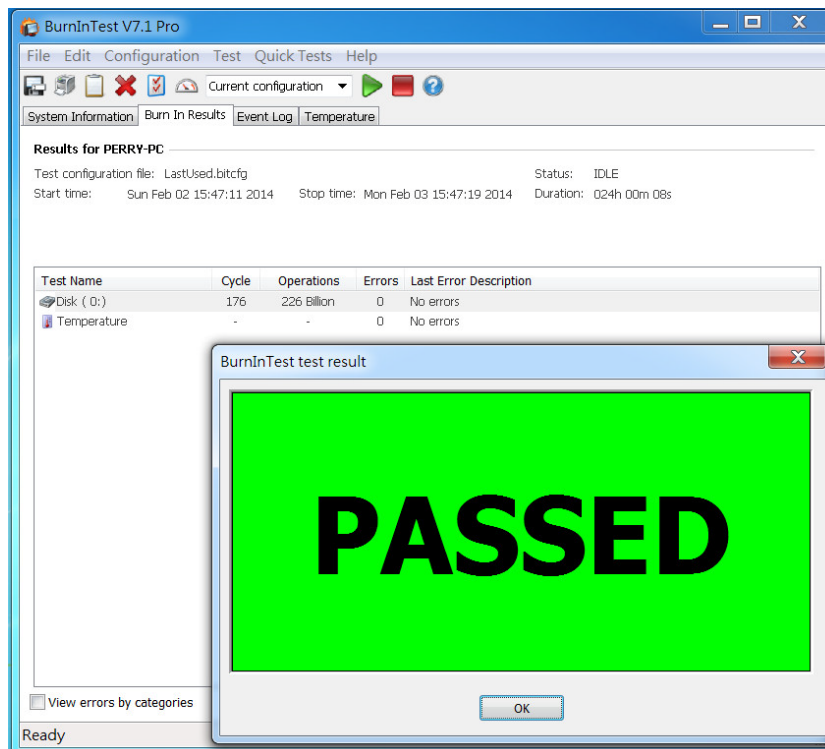 BurnInTest V7.1 Pro
File Edit Configuration Test Quick Tests Help
Current configuration
System Information Burn In Results Event Log Temperature
Results for PERRY-PC
Test configuration file: LastUsed.bitcfg Status: IDLE
Start time: Sun Feb 02 15:47:11 2014 Stop time: Mon Feb 03 15:47:19 2014 Duration: 024h 00m 08s
Test Name Cycle Operations Errors Last Error Description
Disk ( 0:) 176 226 Billion 0 No errors
Temperature - - 0 No errors
BurnInTest test result
PASSED
OK
View errors by categories
Ready